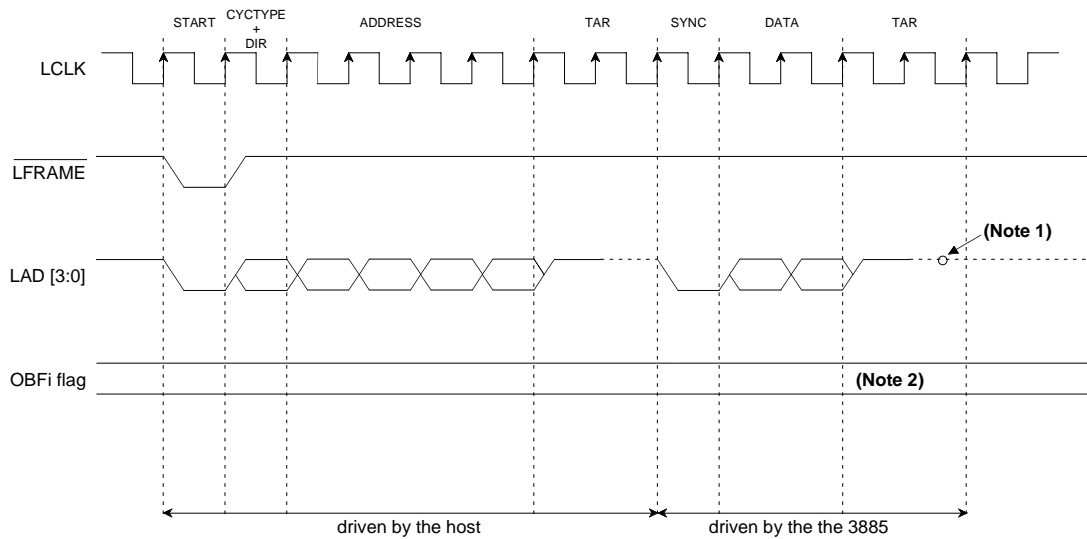 START
CYCTYPE
+
DIR
ADDRESS
TAR
SYNC
DATA
TAR
LCLK
LFRAME
(Note 1)
LAD [3:0]
OBFi flag
(Note 2)
driven by the host
driven by the the 3885